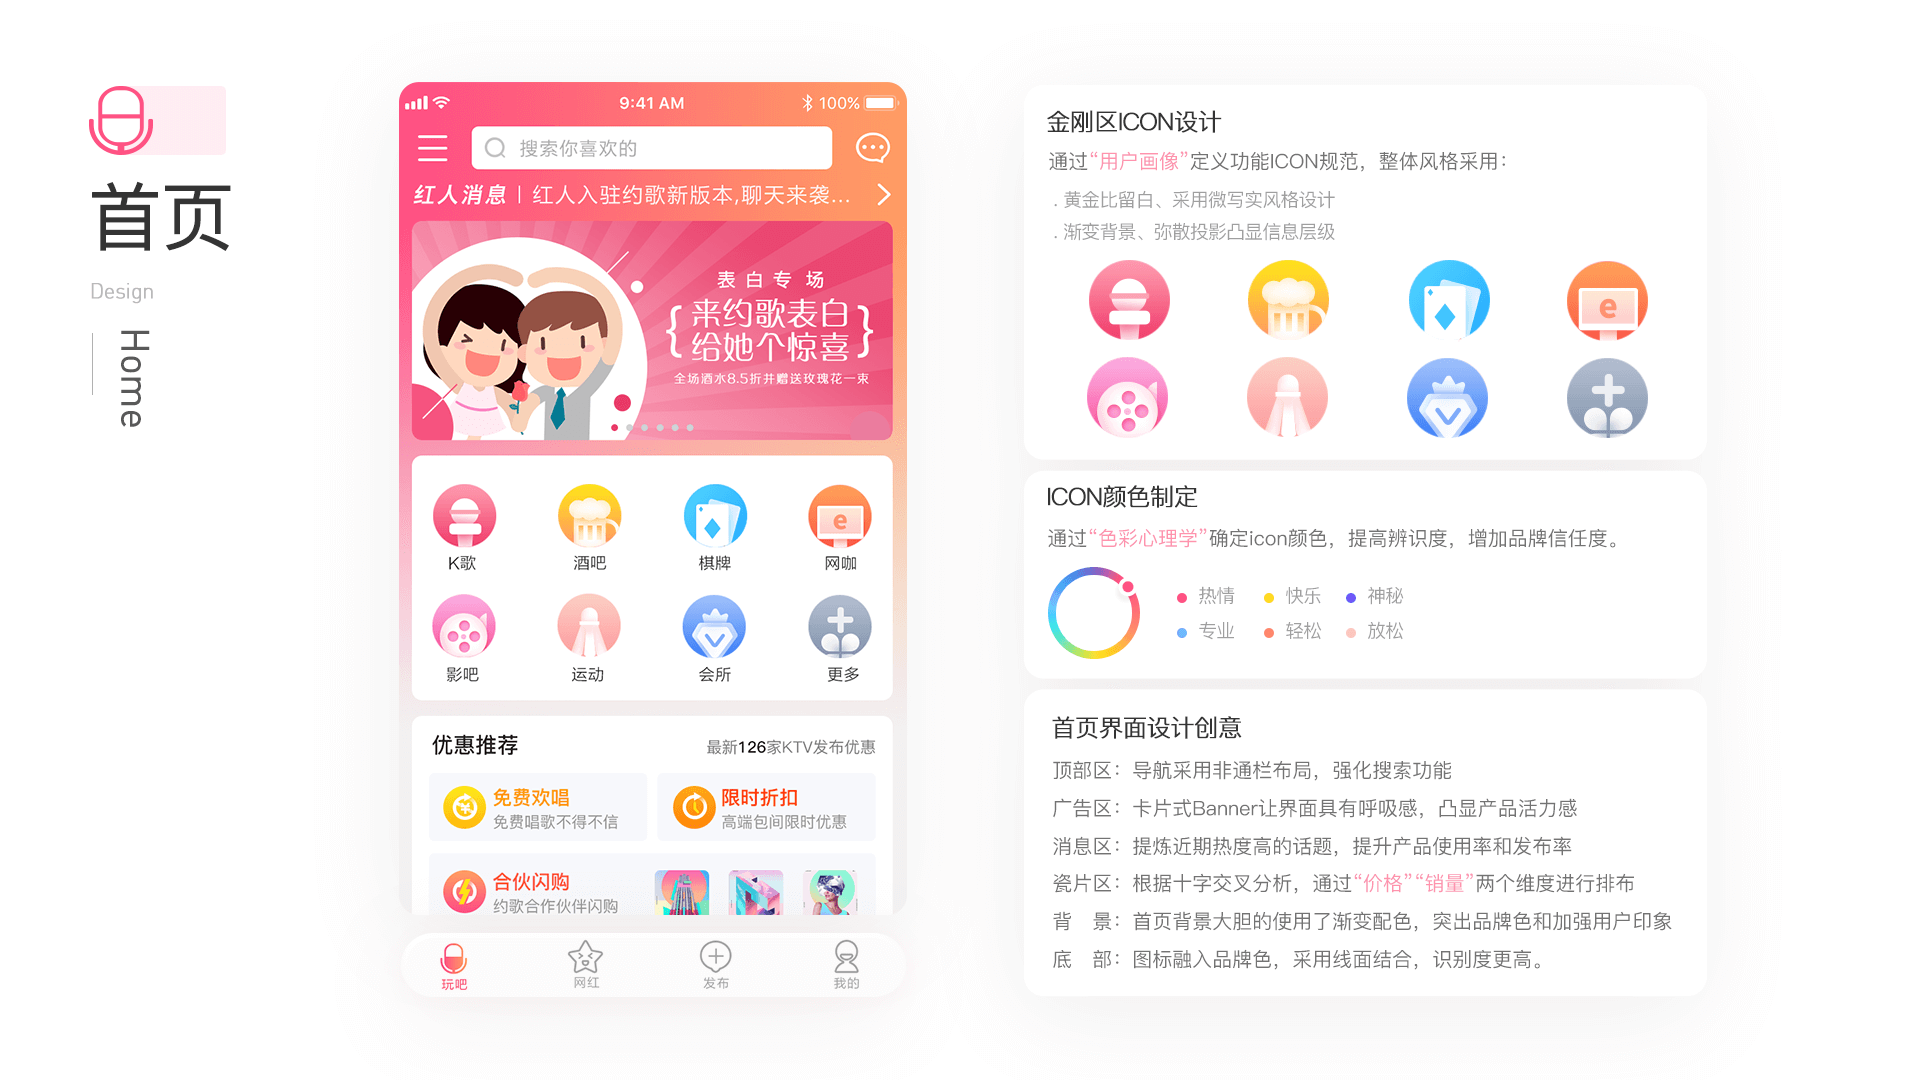 首页
Design
Home
9:41 AM
100%
搜索你喜欢的
红人消息 | 红人入驻约歌新版本,聊天来袭...
表白专场
{来约歌表白
给她个惊喜}
全场酒水8.5折并赠送玫瑰花一束
K歌 酒吧 棋牌 网咖
影吧 运动 会所 更多
优惠推荐 最新126家KTV发布优惠
免费欢唱 限时折扣
免费唱歌不得不信 高端包间限时优惠
合伙闪购
约歌合作伙伴闪购
玩吧 网红 发布 我的
金刚区ICON设计
通过“用户画像”定义功能ICON规范，整体风格采用：
. 黄金比留白、采用微写实风格设计
. 渐变背景、弥散投影凸显信息层级
e
ICON颜色制定
通过“色彩心理学”确定icon颜色，提高辨识度，增加品牌信任度。
热情 快乐 神秘
专业 轻松 放松
首页界面设计创意
顶部区：导航采用非通栏布局，强化搜索功能
广告区：卡片式Banner让界面具有呼吸感，凸显产品活力感
消息区：提炼近期热度高的话题，提升产品使用率和发布率
瓷片区：根据十字交叉分析，通过“价格”“销量”两个维度进行排布
背 景：首页背景大胆的使用了渐变配色，突出品牌色和加强用户印象
底 部：图标融入品牌色，采用线面结合，识别度更高。